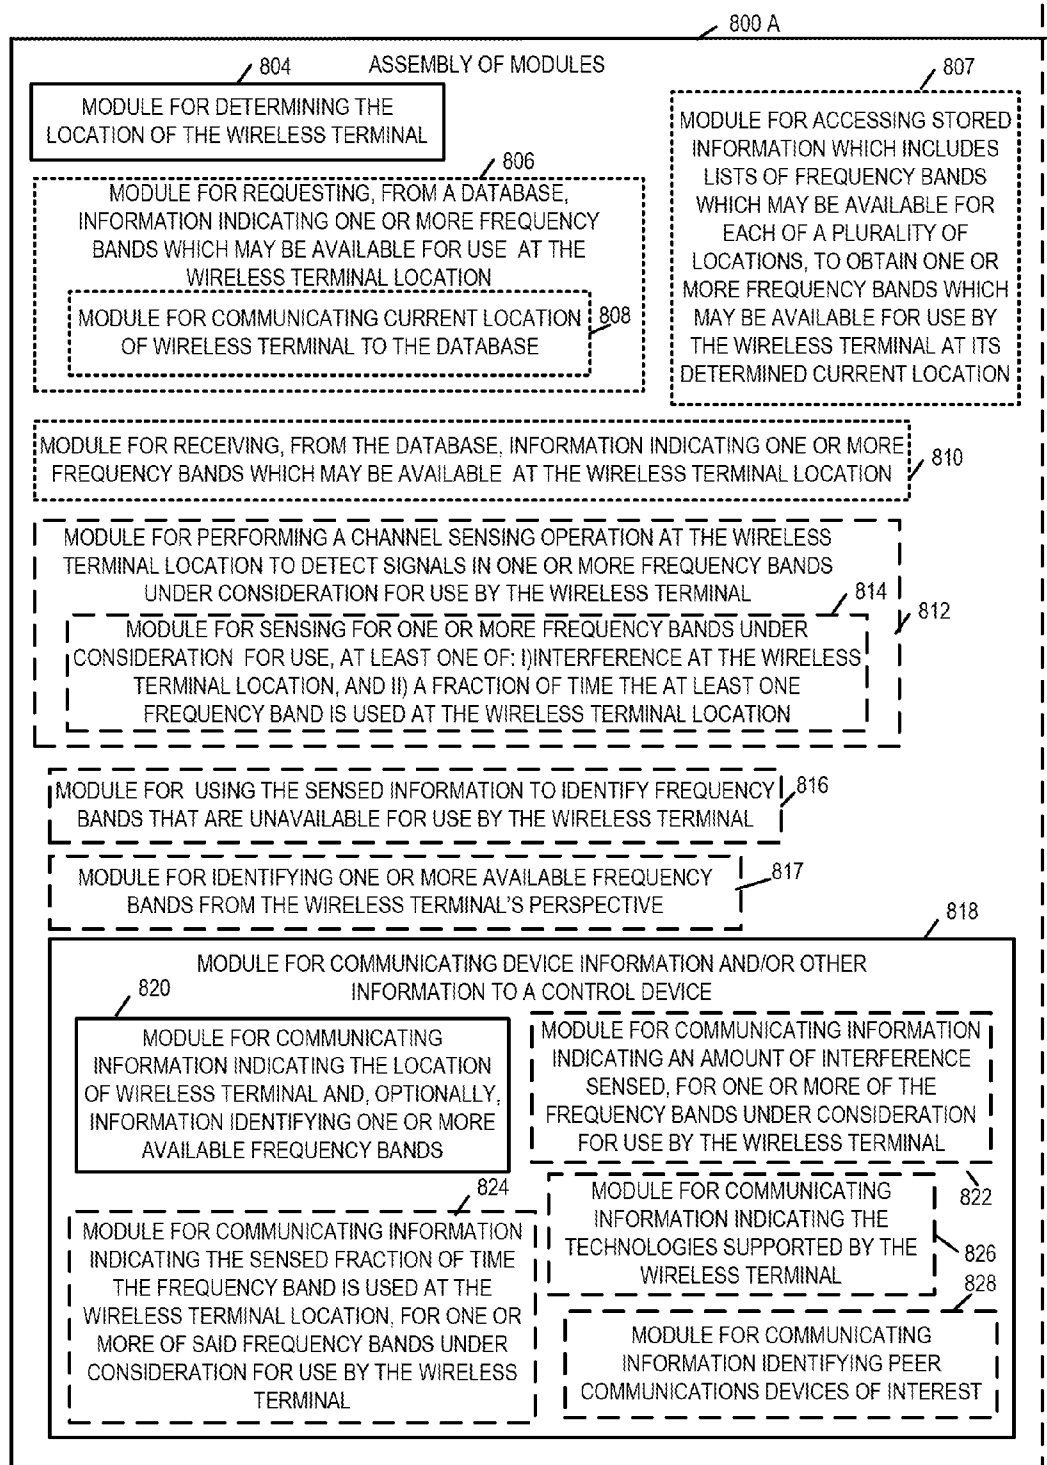 800 A
ASSEMBLY OF MODULES
804
MODULE FOR DETERMINING THE
LOCATION OF THE WIRELESS TERMINAL
807
MODULE FOR ACCESSING STORED
INFORMATION WHICH INCLUDES
LISTS OF FREQUENCY BANDS
WHICH MAY BE AVAILABLE FOR
EACH OF A PLURALITY OF
LOCATIONS, TO OBTAIN ONE OR
MORE FREQUENCY BANDS WHICH
MAY BE AVAILABLE FOR USE BY
THE WIRELESS TERMINAL AT ITS
DETERMINED CURRENT LOCATION
806
MODULE FOR REQUESTING, FROM A DATABASE,
INFORMATION INDICATING ONE OR MORE FREQUENCY
BANDS WHICH MAY BE AVAILABLE FOR USE AT THE
WIRELESS TERMINAL LOCATION
MODULE FOR COMMUNICATING CURRENT LOCATION
OF WIRELESS TERMINAL TO THE DATABASE
808
MODULE FOR RECEIVING, FROM THE DATABASE, INFORMATION INDICATING ONE OR MORE
FREQUENCY BANDS WHICH MAY BE AVAILABLE AT THE WIRELESS TERMINAL LOCATION
810
MODULE FOR PERFORMING A CHANNEL SENSING OPERATION AT THE WIRELESS
TERMINAL LOCATION TO DETECT SIGNALS IN ONE OR MORE FREQUENCY BANDS
UNDER CONSIDERATION FOR USE BY THE WIRELESS TERMINAL
814
812
MODULE FOR SENSING FOR ONE OR MORE FREQUENCY BANDS UNDER
CONSIDERATION FOR USE, AT LEAST ONE OF: I)INTERFERENCE AT THE WIRELESS
TERMINAL LOCATION, AND II) A FRACTION OF TIME THE AT LEAST ONE
FREQUENCY BAND IS USED AT THE WIRELESS TERMINAL LOCATION
MODULE FOR USING THE SENSED INFORMATION TO IDENTIFY FREQUENCY
BANDS THAT ARE UNAVAILABLE FOR USE BY THE WIRELESS TERMINAL
816
MODULE FOR IDENTIFYING ONE OR MORE AVAILABLE FREQUENCY
BANDS FROM THE WIRELESS TERMINAL'S PERSPECTIVE
817
818
MODULE FOR COMMUNICATING DEVICE INFORMATION AND/OR OTHER
INFORMATION TO A CONTROL DEVICE
820
MODULE FOR COMMUNICATING
INFORMATION INDICATING THE LOCATION
OF WIRELESS TERMINAL AND, OPTIONALLY,
INFORMATION IDENTIFYING ONE OR MORE
AVAILABLE FREQUENCY BANDS
MODULE FOR COMMUNICATING INFORMATION
INDICATING AN AMOUNT OF INTERFERENCE
SENSED, FOR ONE OR MORE OF THE
FREQUENCY BANDS UNDER CONSIDERATION
FOR USE BY THE WIRELESS TERMINAL
822
824
MODULE FOR COMMUNICATING INFORMATION
INDICATING THE SENSED FRACTION OF TIME
THE FREQUENCY BAND IS USED AT THE
WIRELESS TERMINAL LOCATION, FOR ONE OR
MORE OF SAID FREQUENCY BANDS UNDER
CONSIDERATION FOR USE BY THE WIRELESS
TERMINAL
MODULE FOR COMMUNICATING
INFORMATION INDICATING THE
TECHNOLOGIES SUPPORTED BY THE
WIRELESS TERMINAL
826
828
MODULE FOR COMMUNICATING
INFORMATION IDENTIFYING PEER
COMMUNICATIONS DEVICES OF INTEREST